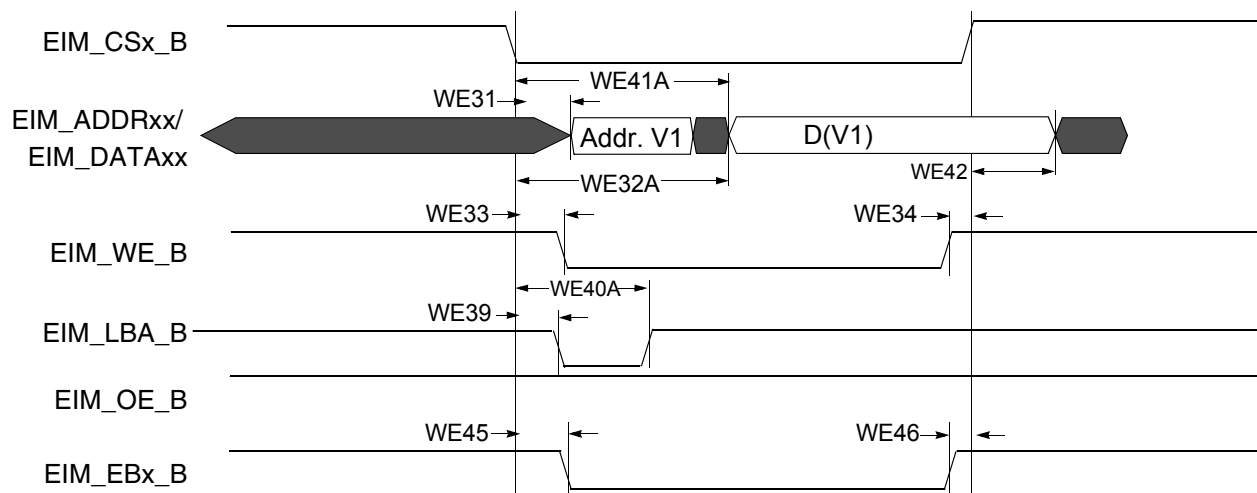 EIM_CSx_B
WE41A
WE31
EIM_ADDRxx/
EIM_DATAxx
Addr. V1
D(V1)
WE32A
WE42
WE33
WE34
EIM_WE_B
WE40A
WE39
EIM_LBA_B
EIM_OE_B
WE45
WE46
EIM_EBx_B